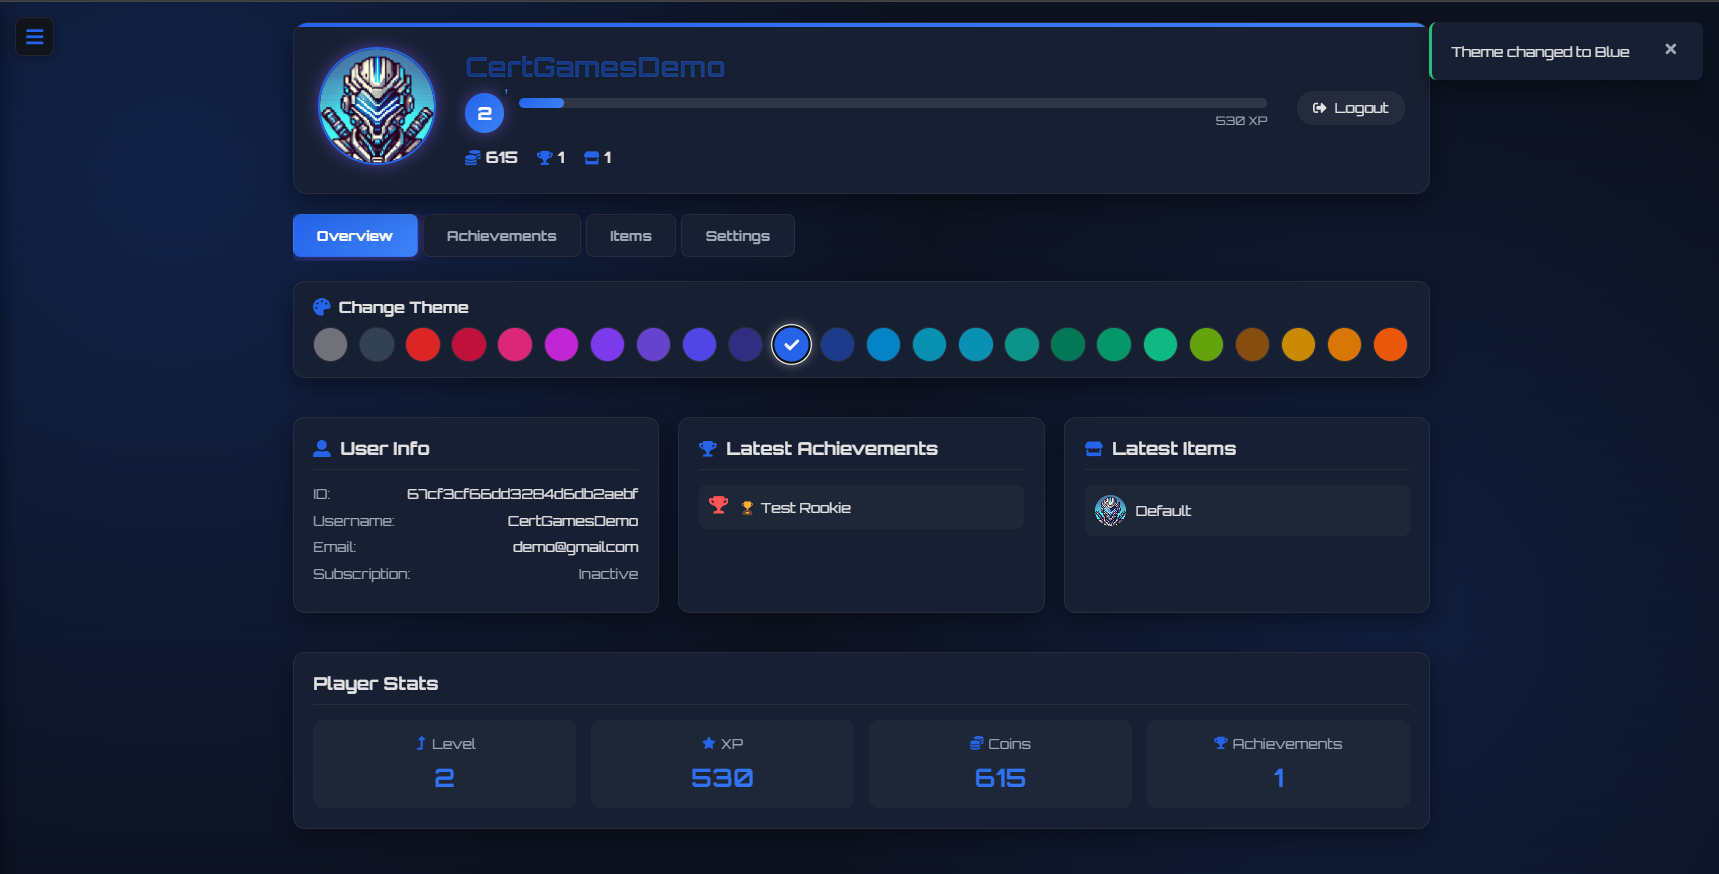 CertGamesDemo
2
530 XP
615 1 1
Logout
Theme changed to Blue
Overview Achievements Items Settings
Change Theme
User Info
ID: 67cf3cf66dd3284d6db2aebf
Username: CertGamesDemo
Email: demo@gmail.com
Subscription: Inactive
Latest Achievements
Test Rookie
Latest Items
Default
Player Stats
Level XP Coins Achievements
2 530 615 1